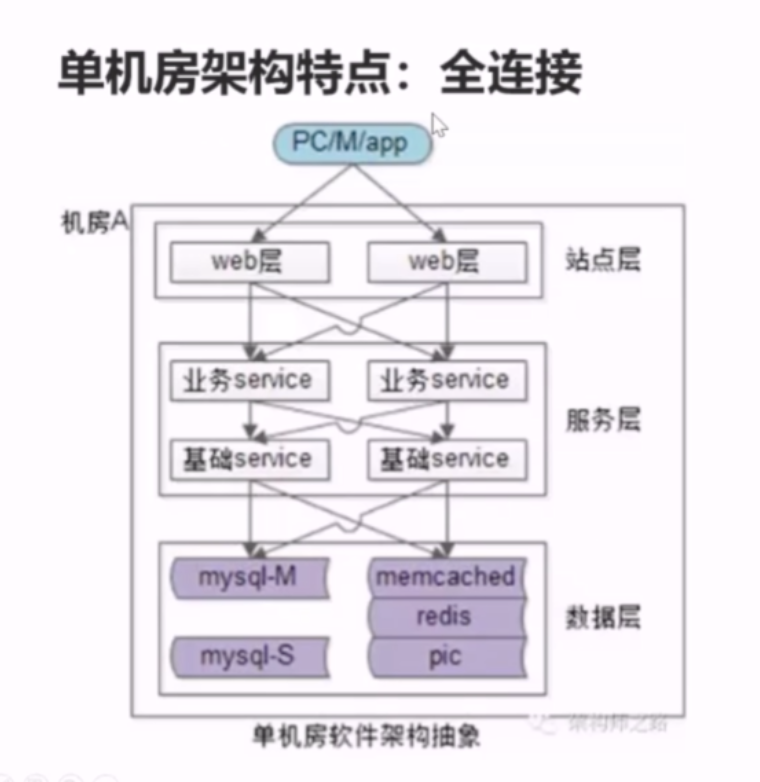 单机房架构特点：全连接
PC/M/app
机房A
web层
web层
站点层
业务service
业务service
服务层
基础service
基础service
mysql-M
memcached
redis
数据层
mysql-S
pic
架构师之路
单机房软件架构抽象